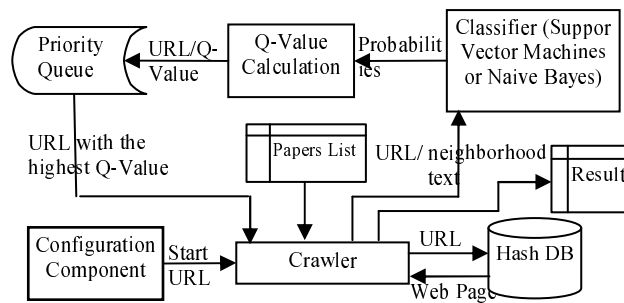 Priority
Queue
URL/Q-
Value
Q-Value
Calculation
Probabilit
ies
Classifier (Suppor
Vector Machines
or Naive Bayes)
URL with the
highest Q-Value
Papers List
URL/ neighborhood
text
Result
Configuration
Component
Start
URL
Crawler
URL
Web Page
Hash DB